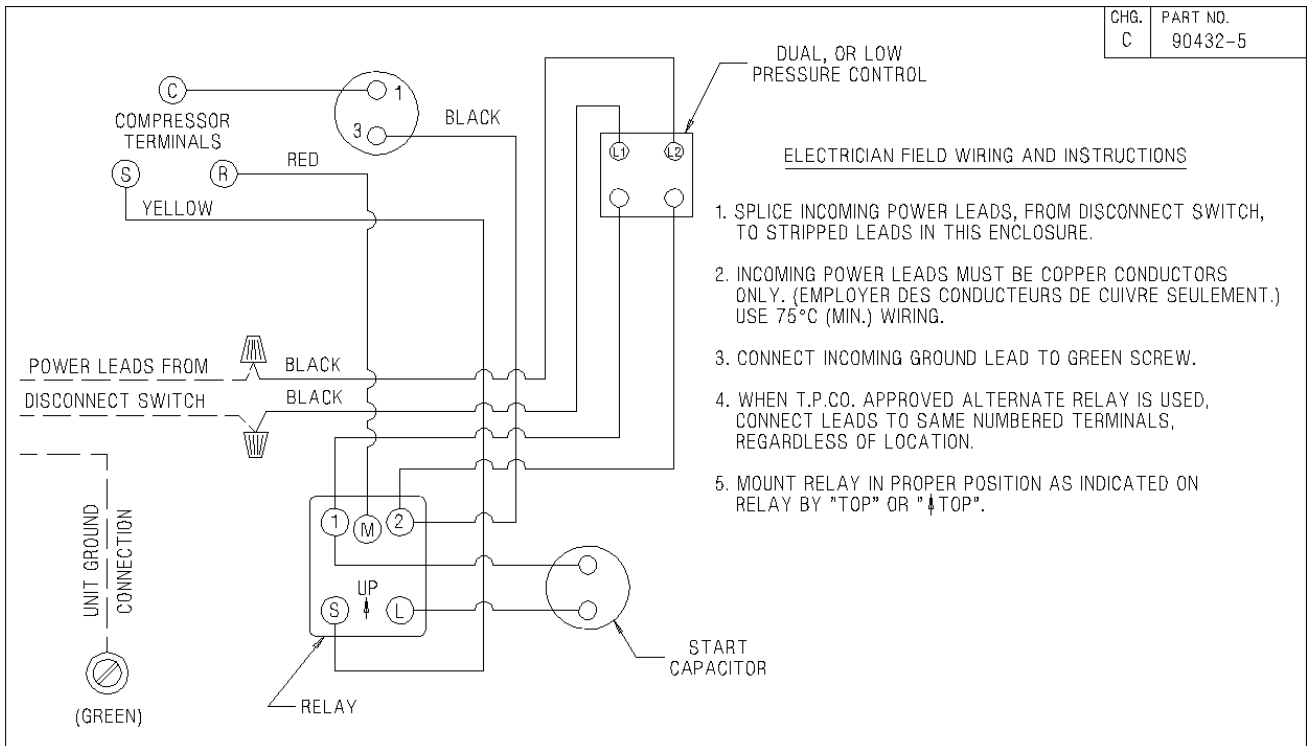 CHG.
C
PART NO.
90432-5
DUAL, OR LOW
PRESSURE CONTROL
C
1
3
BLACK
COMPRESSOR
TERMINALS
S
R
RED
YELLOW
L1
L2
ELECTRICIAN FIELD WIRING AND INSTRUCTIONS
1. SPLICE INCOMING POWER LEADS, FROM DISCONNECT SWITCH,
TO STRIPPED LEADS IN THIS ENCLOSURE.
2. INCOMING POWER LEADS MUST BE COPPER CONDUCTORS
ONLY. (EMPLOYER DES CONDUCTEURS DE CUIVRE SEULEMENT.)
USE 75°C (MIN.) WIRING.
3. CONNECT INCOMING GROUND LEAD TO GREEN SCREW.
4. WHEN T.P.CO. APPROVED ALTERNATE RELAY IS USED,
CONNECT LEADS TO SAME NUMBERED TERMINALS,
REGARDLESS OF LOCATION.
5. MOUNT RELAY IN PROPER POSITION AS INDICATED ON
RELAY BY "TOP" OR "↑TOP".
POWER LEADS FROM
BLACK
DISCONNECT SWITCH
BLACK
UNIT GROUND
CONNECTION
(GREEN)
1
M
2
UP
S
L
RELAY
START
CAPACITOR